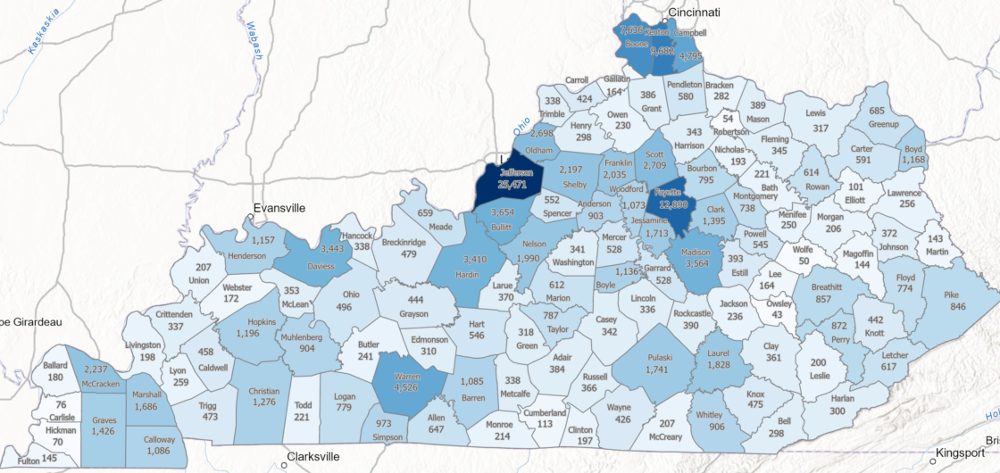 Kaskaskia
Wabash
Cincinnati
7,636
Boone
Kenton
9,682
Campbell
4,795
Carroll
424
Gallatin
164
Pendleton
580
Bracken
282
338
Trimble
386
Grant
Owen
230
54
Robertson
389
Mason
Lewis
317
685
Greenup
Ohio
2,698
Oldham
Henry
298
343
Harrison
Nicholas
193
Fleming
345
Carter
591
Boyd
1,168
Jefferson
25,471
2,197
Shelby
Franklin
2,035
Scott
2,709
Bourbon
795
221
Bath
614
Rowan
101
Elliott
Lawrence
256
Evansville
659
Meade
3,654
Bullitt
552
Spencer
Anderson
903
Woodford
1,073
Fayette
12,890
Clark
1,395
Montgomery
738
Menifee
250
Morgan
206
372
Johnson
143
Martin
1,157
Henderson
3,443
Daviess
Hancock
338
Breckinridge
479
3,410
Hardin
Nelson
1,990
341
Washington
Mercer
528
Jessamine
1,713
Madison
3,564
Powell
545
393
Estill
Wolfe
50
Magoffin
144
207
Union
Webster
172
353
McLean
Ohio
496
444
Grayson
Larue
370
612
Marion
1,136
Boyle
Garrard
528
Lincoln
336
Rockcastle
390
Jackson
236
Lee
164
Owsley
43
Breathitt
857
Floyd
774
Pike
846
pe Girardeau
Crittenden
337
Hopkins
1,196
Muhlenberg
904
Butler
241
Edmonson
310
Hart
546
318
Green
787
Taylor
Casey
342
Clay
361
872
Perry
442
Knott
Letcher
617
Livingston
198
458
Caldwell
Lyon
259
Ballard
180
2,237
McCracken
Warren
4,526
1,085
Barren
338
Metcalfe
Adair
384
Russell
366
Pulaski
1,741
Laurel
1,828
200
Leslie
Harlan
300
76
Carlisle
Hickman
70
Fulton 145
Graves
1,426
Marshall
1,686
Calloway
1,086
Trigg
473
Christian
1,276
Todd
221
Logan
779
973
Simpson
Allen
647
Monroe
214
Cumberland
113
Clinton
197
Wayne
426
207
McCreary
Whitley
906
Knox
475
Bell
298
Clarksville
Kingsport